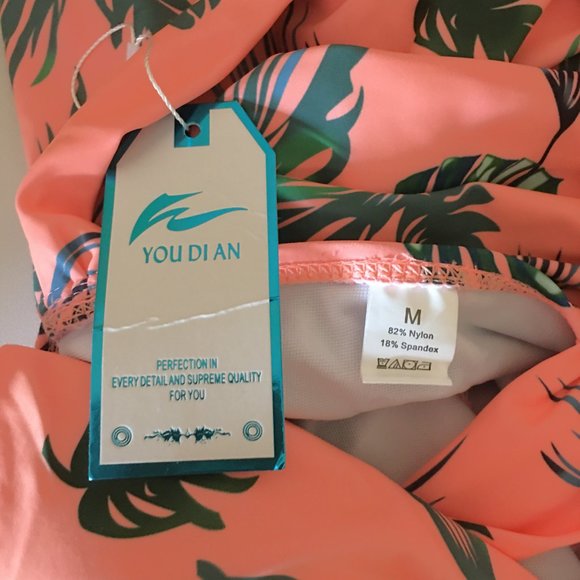 YOU DI AN
PERFECTION IN
EVERY DETAIL AND SUPREME QUALITY
FOR YOU
M
82% Nylon
18% Spandex